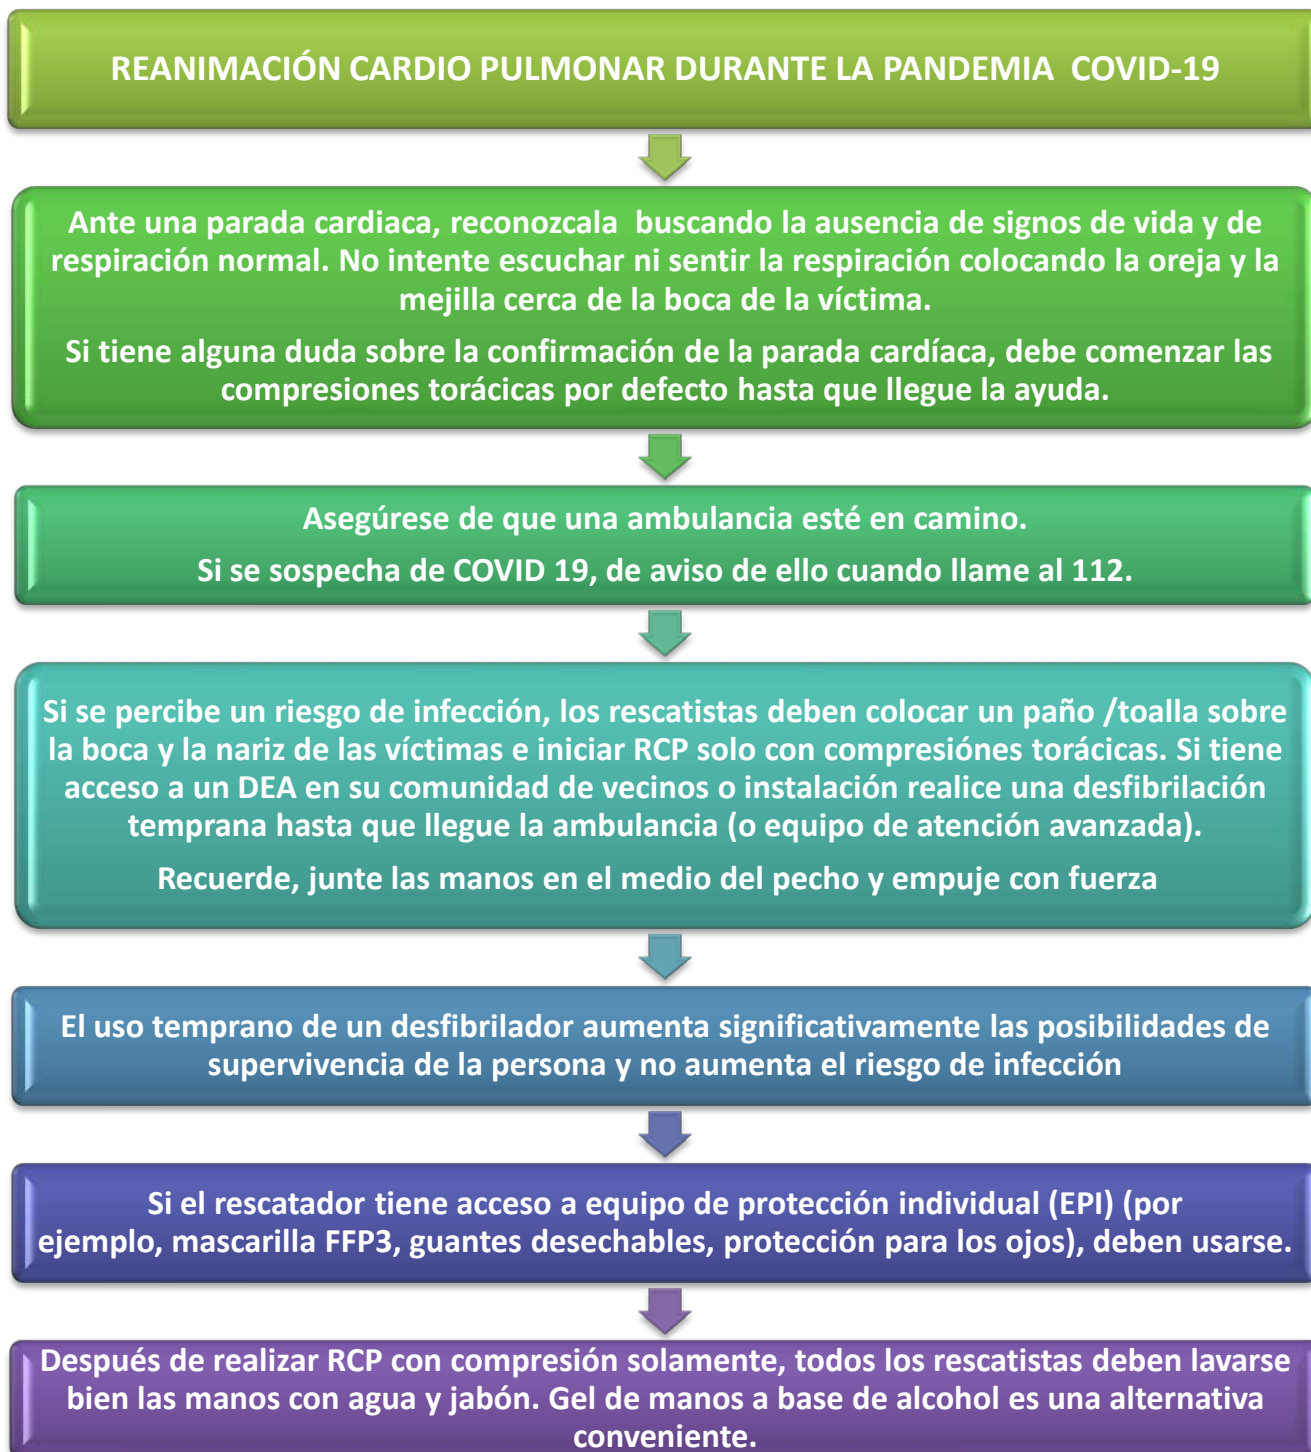 REANIMACIÓN CARDIO PULMONAR DURANTE LA PANDEMIA COVID-19
Ante una parada cardiaca, reconozcala buscando la ausencia de signos de vida y de
respiración normal. No intente escuchar ni sentir la respiración colocando la oreja y la
mejilla cerca de la boca de la víctima.
Si tiene alguna duda sobre la confirmación de la parada cardíaca, debe comenzar las
compresiones torácicas por defecto hasta que llegue la ayuda.
Asegúrese de que una ambulancia esté en camino.
Si se sospecha de COVID 19, de aviso de ello cuando llame al 112.
Si se percibe un riesgo de infección, los rescatistas deben colocar un paño /toalla sobre
la boca y la nariz de las víctimas e iniciar RCP solo con compresiónes torácicas. Si tiene
acceso a un DEA en su comunidad de vecinos o instalación realice una desfibrilación
temprana hasta que llegue la ambulancia (o equipo de atención avanzada).
Recuerde, junte las manos en el medio del pecho y empuje con fuerza
El uso temprano de un desfibrilador aumenta significativamente las posibilidades de
supervivencia de la persona y no aumenta el riesgo de infección
Si el rescatador tiene acceso a equipo de protección individual (EPI) (por
ejemplo, mascarilla FFP3, guantes desechables, protección para los ojos), deben usarse.
Después de realizar RCP con compresión solamente, todos los rescatistas deben lavarse
bien las manos con agua y jabón. Gel de manos a base de alcohol es una alternativa
conveniente.